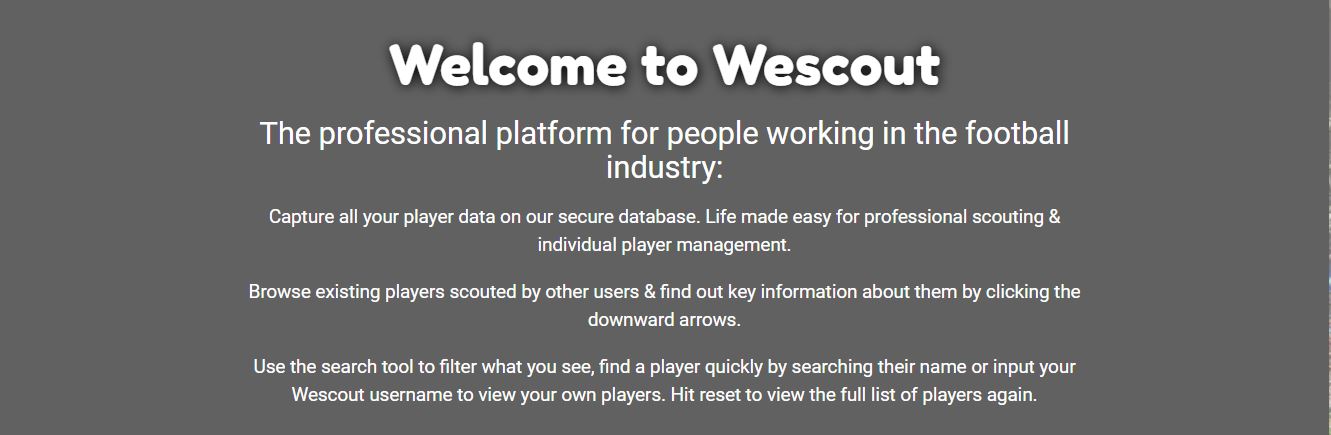 Welcome to Wescout
The professional platform for people working in the football
industry:
Capture all your player data on our secure database. Life made easy for professional scouting &
individual player management.
Browse existing players scouted by other users & find out key information about them by clicking the
downward arrows.
Use the search tool to filter what you see, find a player quickly by searching their name or input your
Wescout username to view your own players. Hit reset to view the full list of players again.